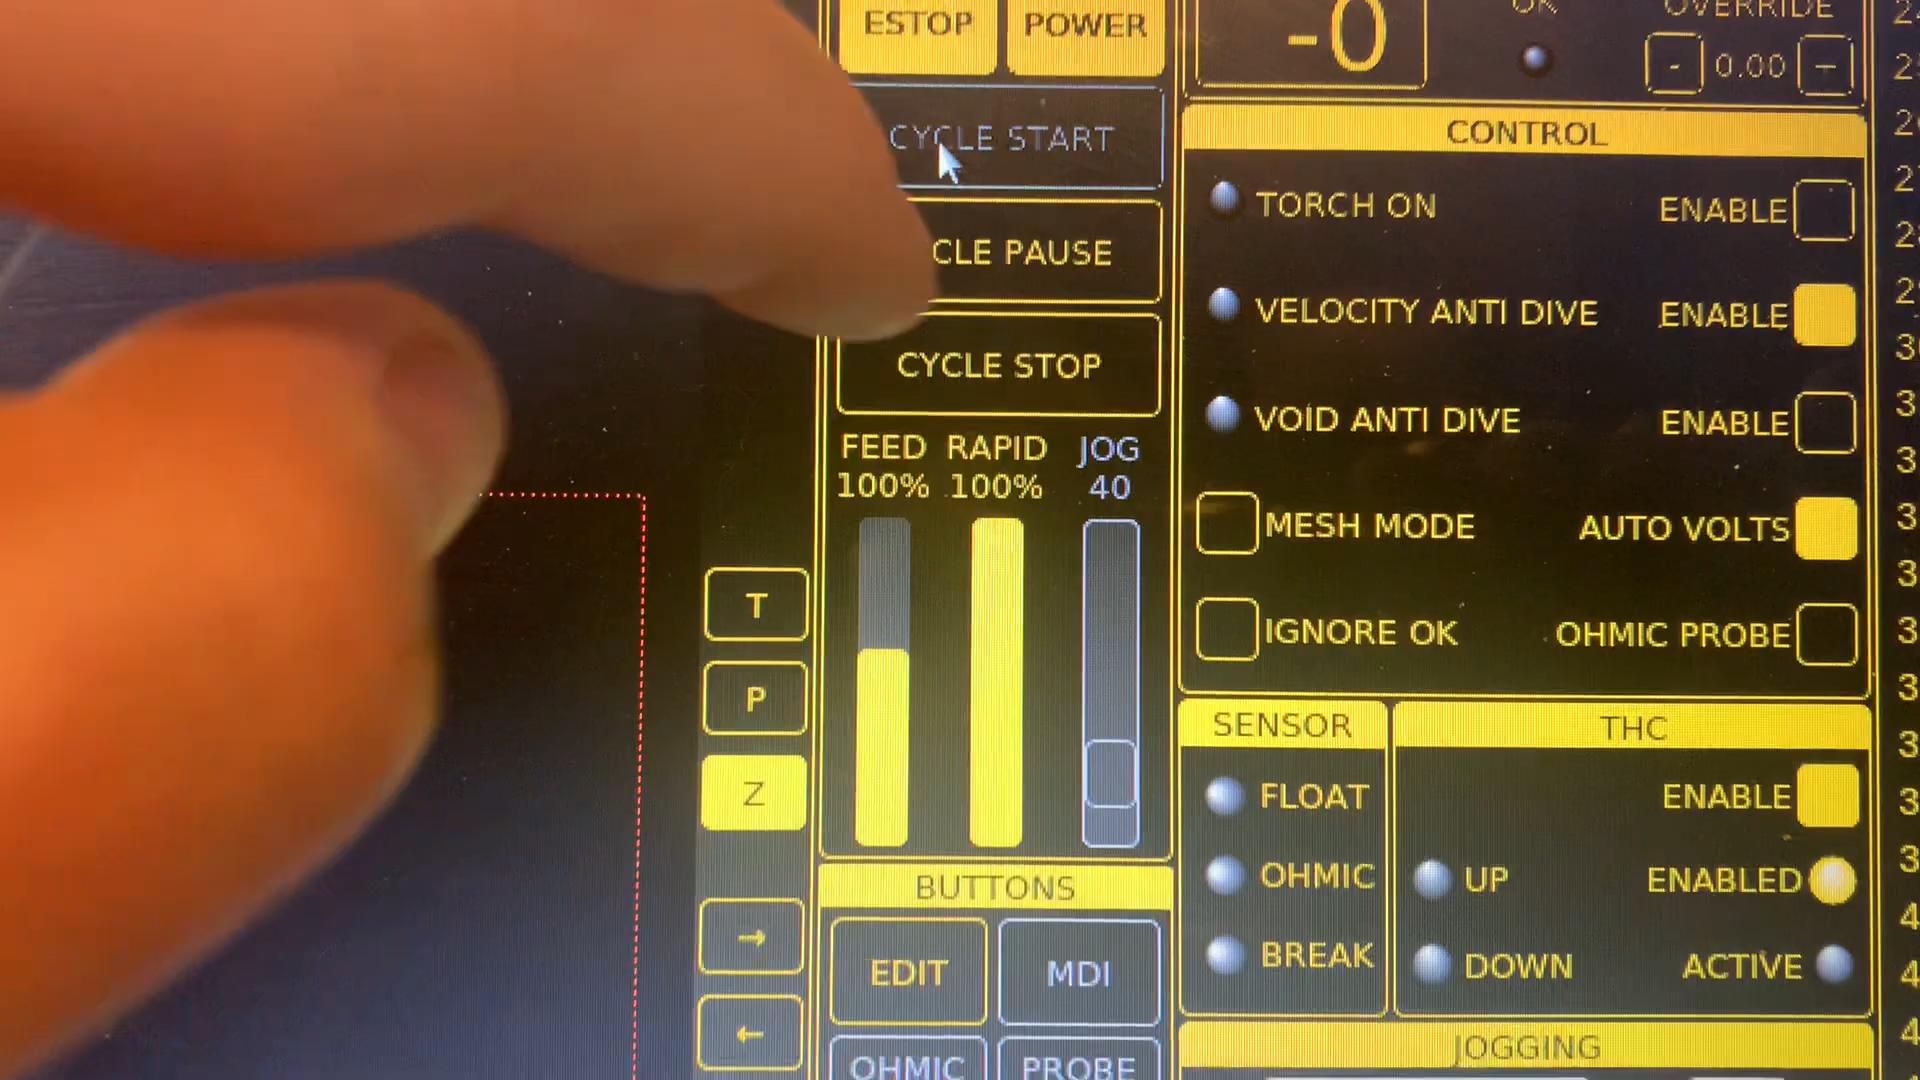 ESTOP
POWER
CYCLE START
CLE PAUSE
CYCLE STOP
FEED RAPID JOG
100% 100% 40
T
P
Z
→
←
BUTTONS
EDIT
MDI
OHMIC
PROBE
-0
OK
OVERRIDE
- 0.00 +
CONTROL
TORCH ON ENABLE
VELOCITY ANTI DIVE ENABLE
VOID ANTI DIVE ENABLE
MESH MODE AUTO VOLTS
IGNORE OK OHMIC PROBE
SENSOR
FLOAT
OHMIC
BREAK
THC
ENABLE
UP ENABLED
DOWN ACTIVE
JOGGING